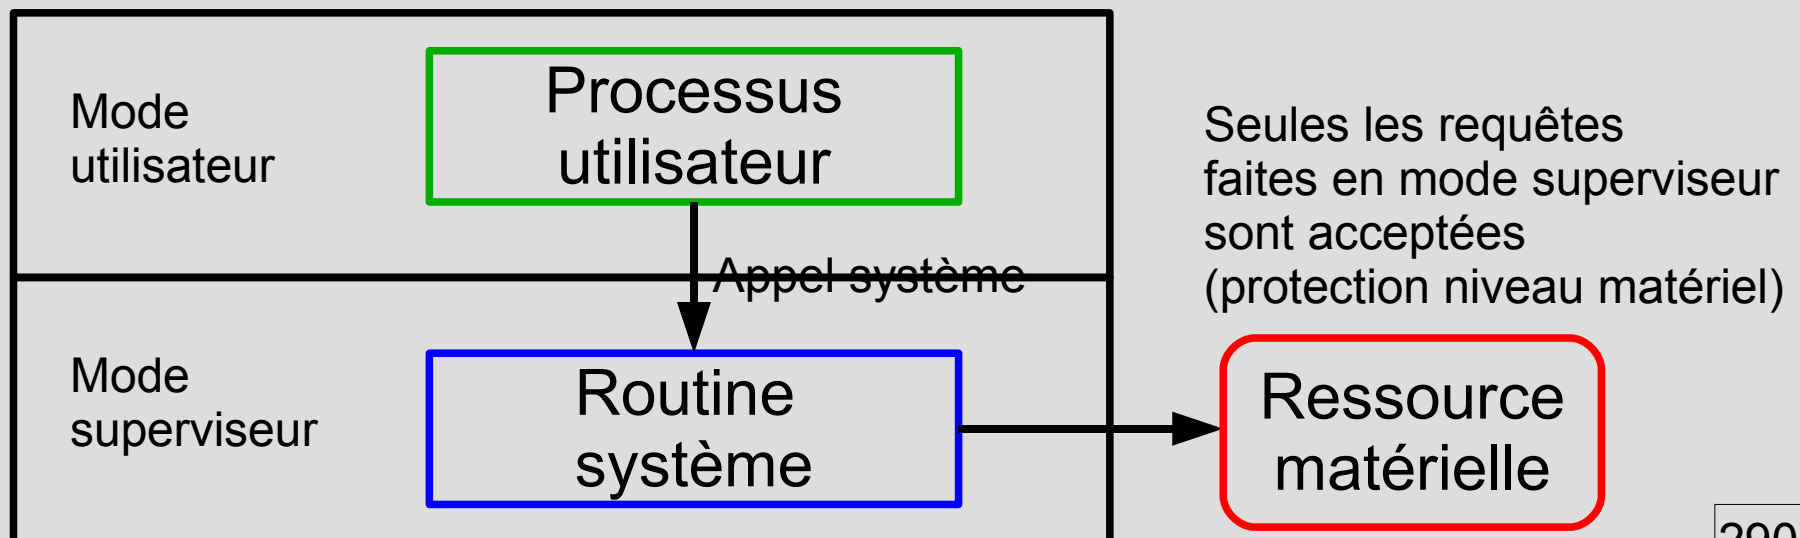 Mode
utilisateur
Processus
utilisateur
Seules les requêtes
faites en mode superviseur
sont acceptées
(protection niveau matériel)
Appel système
Mode
superviseur
Routine
système
Ressource
matérielle
290